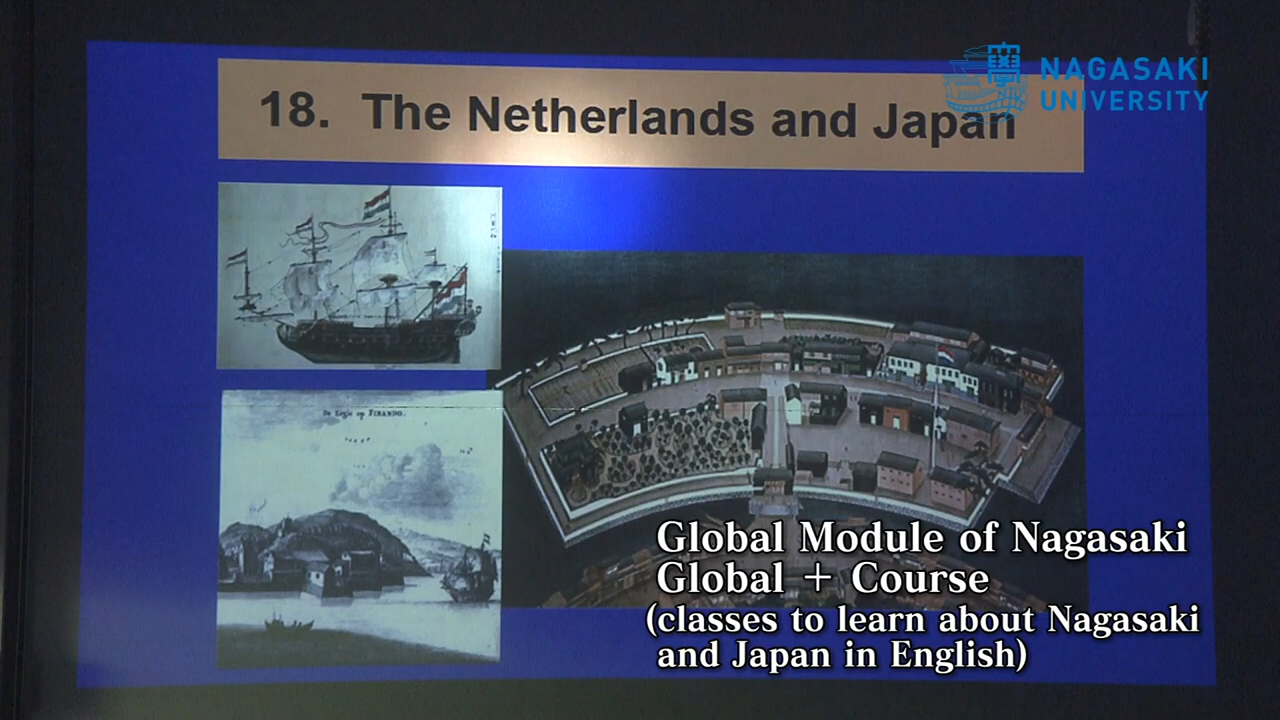 NAGASAKI
UNIVERSITY
18. The Netherlands and Japan
De Logie op FIRANDO.
Global Module of Nagasaki
Global + Course
(classes to learn about Nagasaki
and Japan in English)